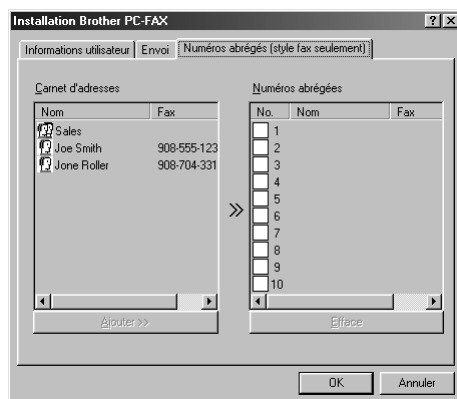 Installation Brother PC-FAX
Informations utilisateur Envoi Numéros abrégés (style fax seulement)
Carnet d'adresses
Nom Fax
Sales
Joe Smith 908-555-123
Jone Roller 908-704-331
Ajouter >>
Numéros abrégées
No. Nom Fax
1
2
3
4
5
6
7
8
9
10
Efface
OK Annuler